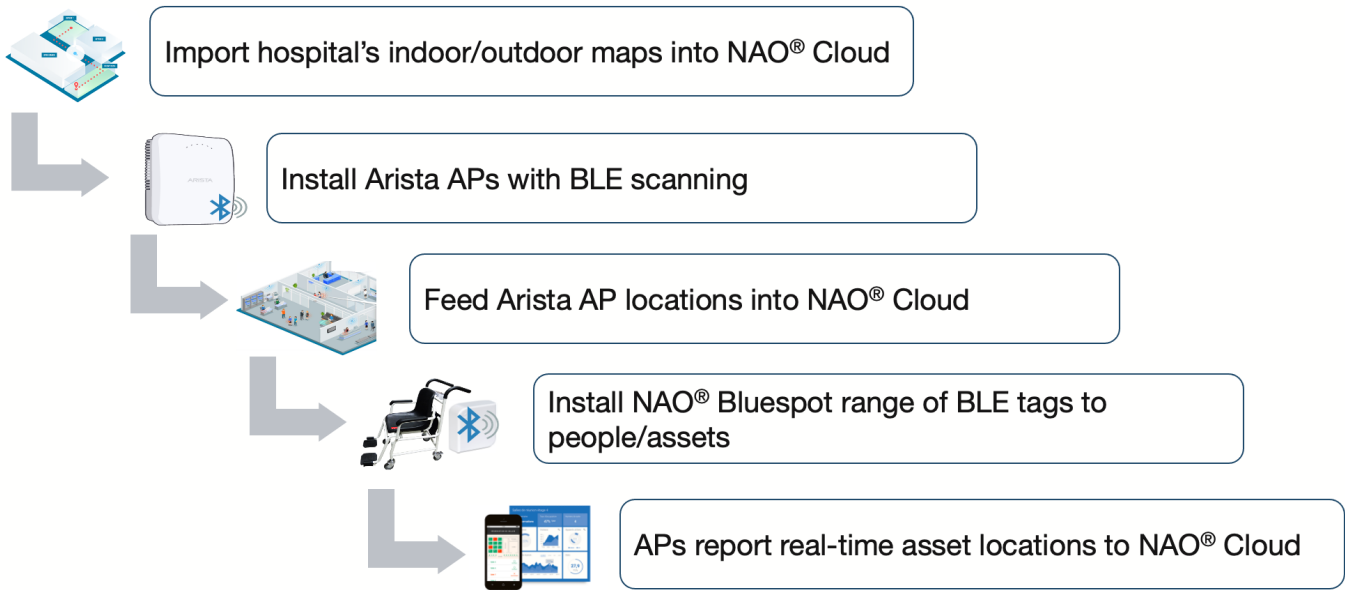 Import hospital's indoor/outdoor maps into NAO® Cloud
ARISTA
Install Arista APs with BLE scanning
Feed Arista AP locations into NAO® Cloud
Install NAO® Bluespot range of BLE tags to
people/assets
APs report real-time asset locations to NAO® Cloud